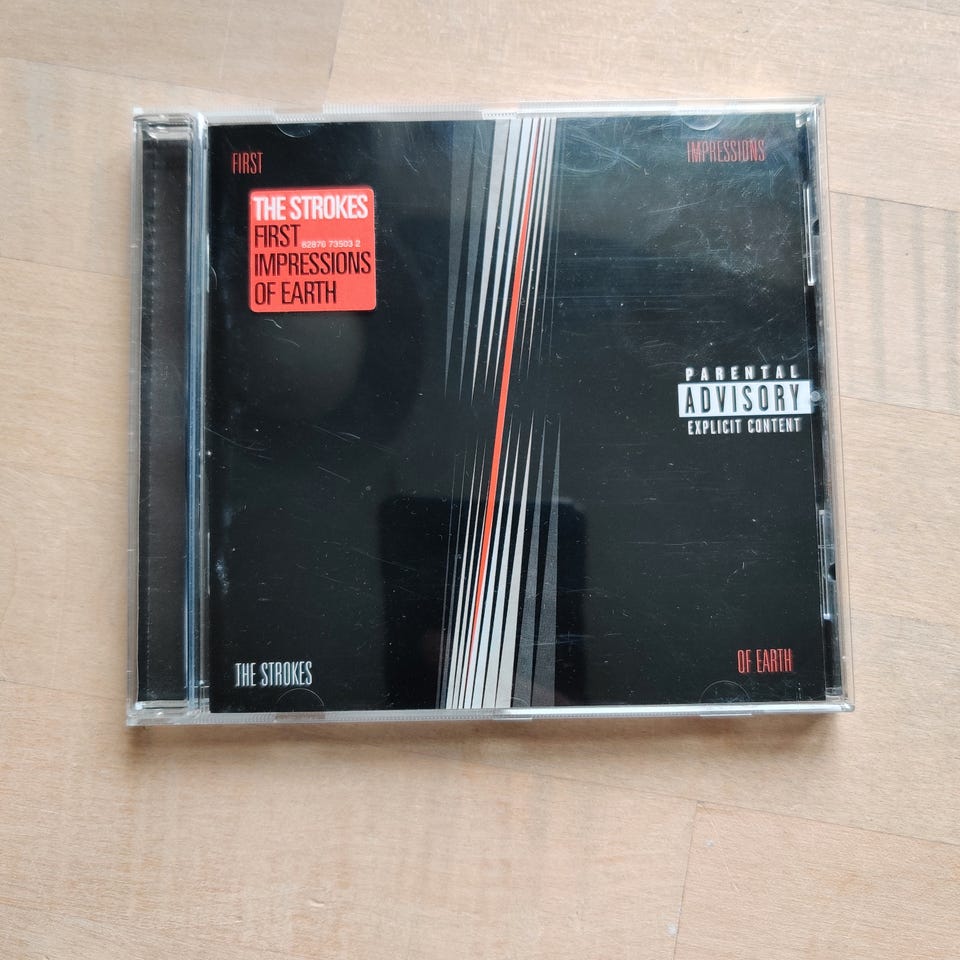 FIRST
IMPRESSIONS
THE STROKES
FIRST 82876 73503 2
IMPRESSIONS
OF EARTH
PARENTAL
ADVISORY
EXPLICIT CONTENT
THE STROKES
OF EARTH